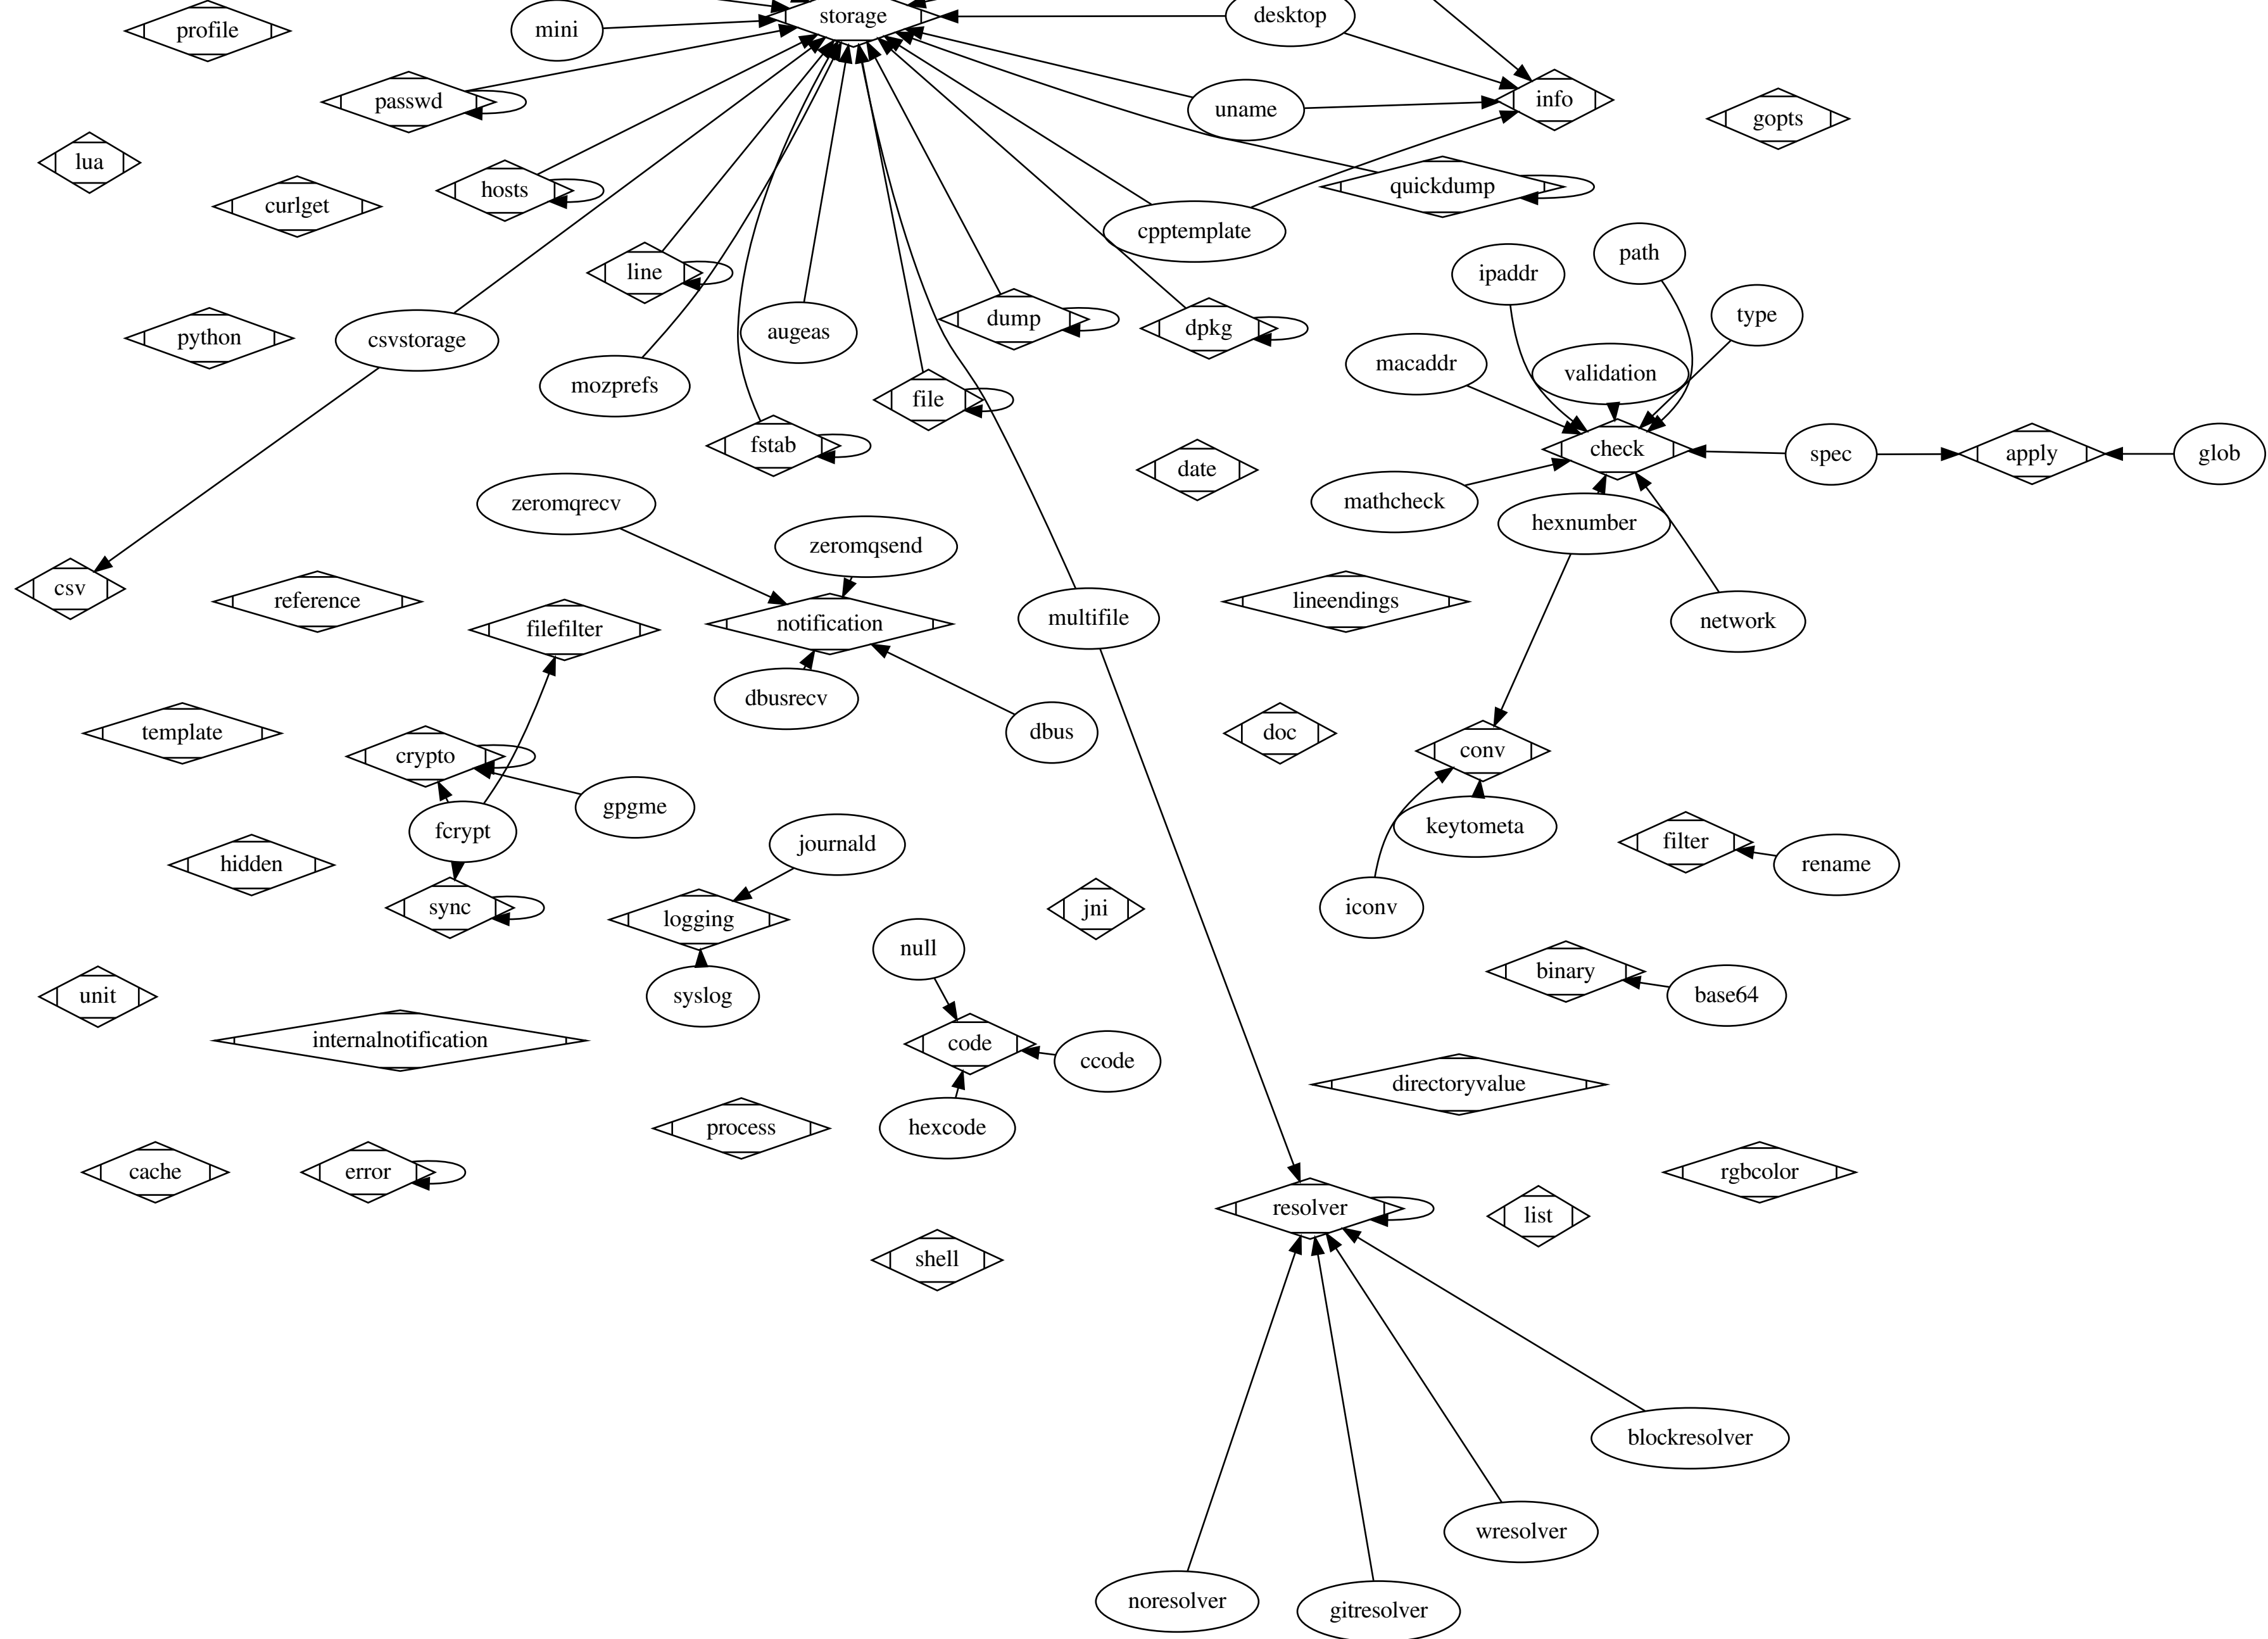 storage
desktop
profile
mini
info
passwd
uname
gopts
lua
quickdump
hosts
curlget
cpptemplate
path
line
ipaddr
type
dump
dpkg
augeas
python
csvstorage
macaddr
validation
mozprefs
file
fstab
check
spec
apply
glob
date
mathcheck
zeromqrecv
hexnumber
zeromqsend
csv
reference
lineendings
multifile
network
notification
filefilter
dbusrecv
template
dbus
doc
conv
crypto
gpgme
keytometa
fcrypt
filter
journald
hidden
rename
sync
iconv
jni
logging
null
binary
unit
syslog
base64
internalnotification
code
ccode
directoryvalue
process
hexcode
cache
error
rgbcolor
resolver
list
shell
blockresolver
wresolver
noresolver
gitresolver